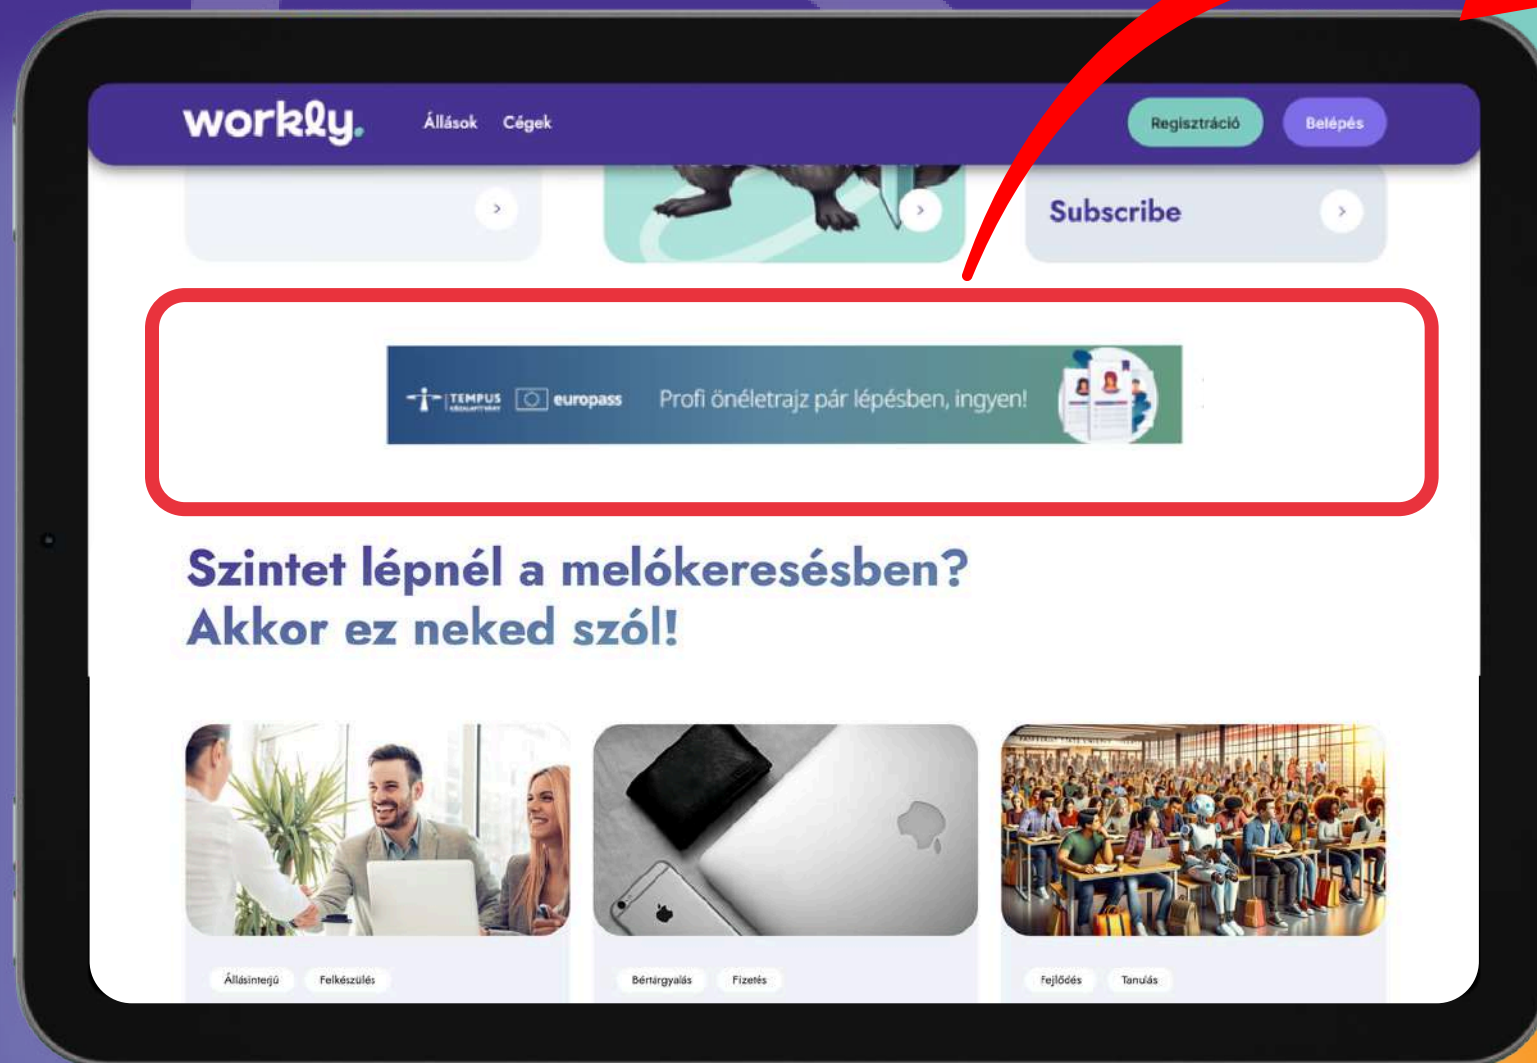 workly.
Állások Cégek
Regisztráció
Belépés
Subscribe
TEMPUS
KÖZALAPÍTVÁNY
europass
Profi önéletrajz pár lépésben, ingyen!
Szintet lépnél a melókeresésben?
Akkor ez neked szól!
Állásinterjú Felkészülés
Bértárgyalás Fizetés
Fejlődés Tanulás